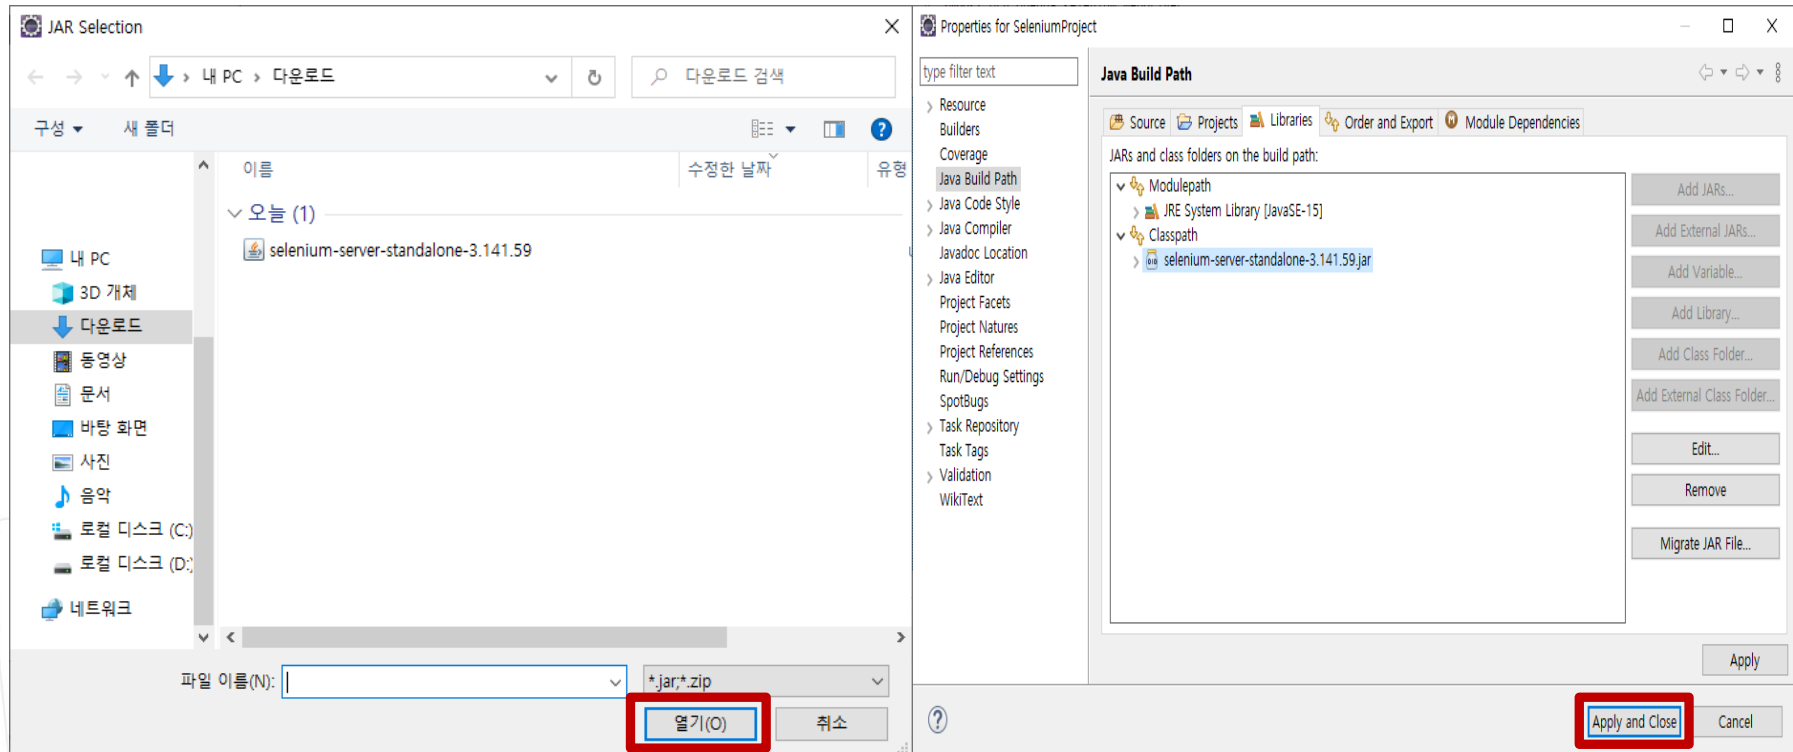 JAR Selection
내 PC > 다운로드
다운로드 검색
구성
새 폴더
이름
수정한 날짜
유형
오늘 (1)
selenium-server-standalone-3.141.59
내 PC
3D 개체
다운로드
동영상
문서
바탕 화면
사진
음악
로컬 디스크 (C:)
로컬 디스크 (D:)
네트워크
파일 이름(N):
*.jar;*.zip
열기(O)
취소
Properties for SeleniumProject
type filter text
Resource
Builders
Coverage
Java Build Path
Java Code Style
Java Compiler
Javadoc Location
Java Editor
Project Facets
Project Natures
Project References
Run/Debug Settings
SpotBugs
Task Repository
Task Tags
Validation
WikiText
Java Build Path
Source
Projects
Libraries
Order and Export
Module Dependencies
JARs and class folders on the build path:
Modulepath
JRE System Library [JavaSE-15]
Classpath
selenium-server-standalone-3.141.59.jar
Add JARs...
Add External JARs...
Add Variable...
Add Library...
Add Class Folder...
Add External Class Folder...
Edit...
Remove
Migrate JAR File...
Apply
Apply and Close
Cancel